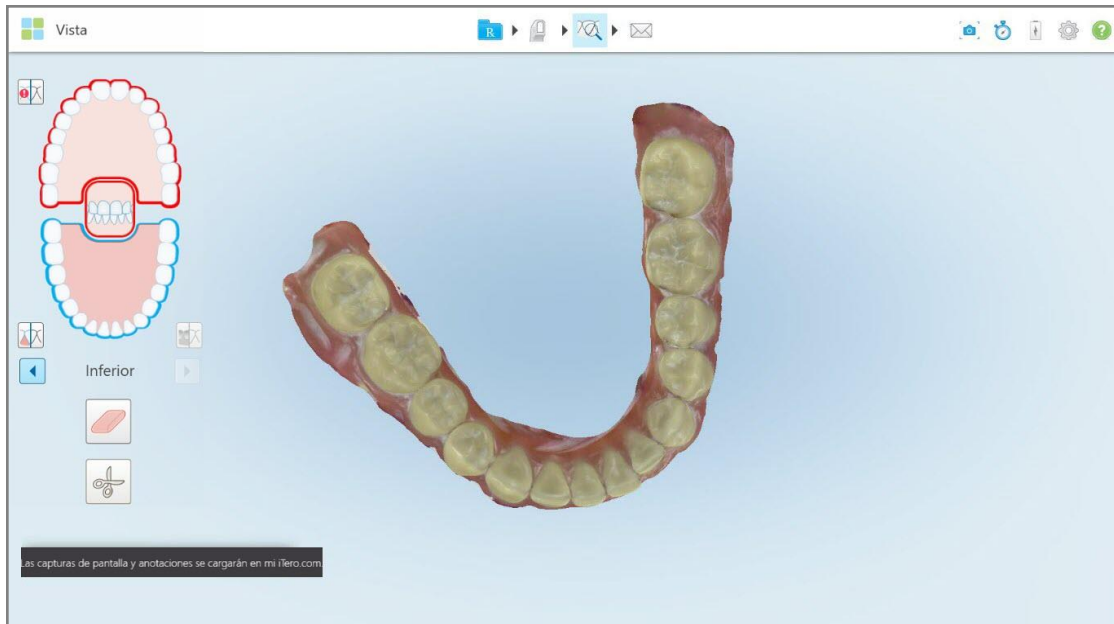 Vista
R
Inferior
Las capturas de pantalla y anotaciones se cargarán en mi iTero.com.